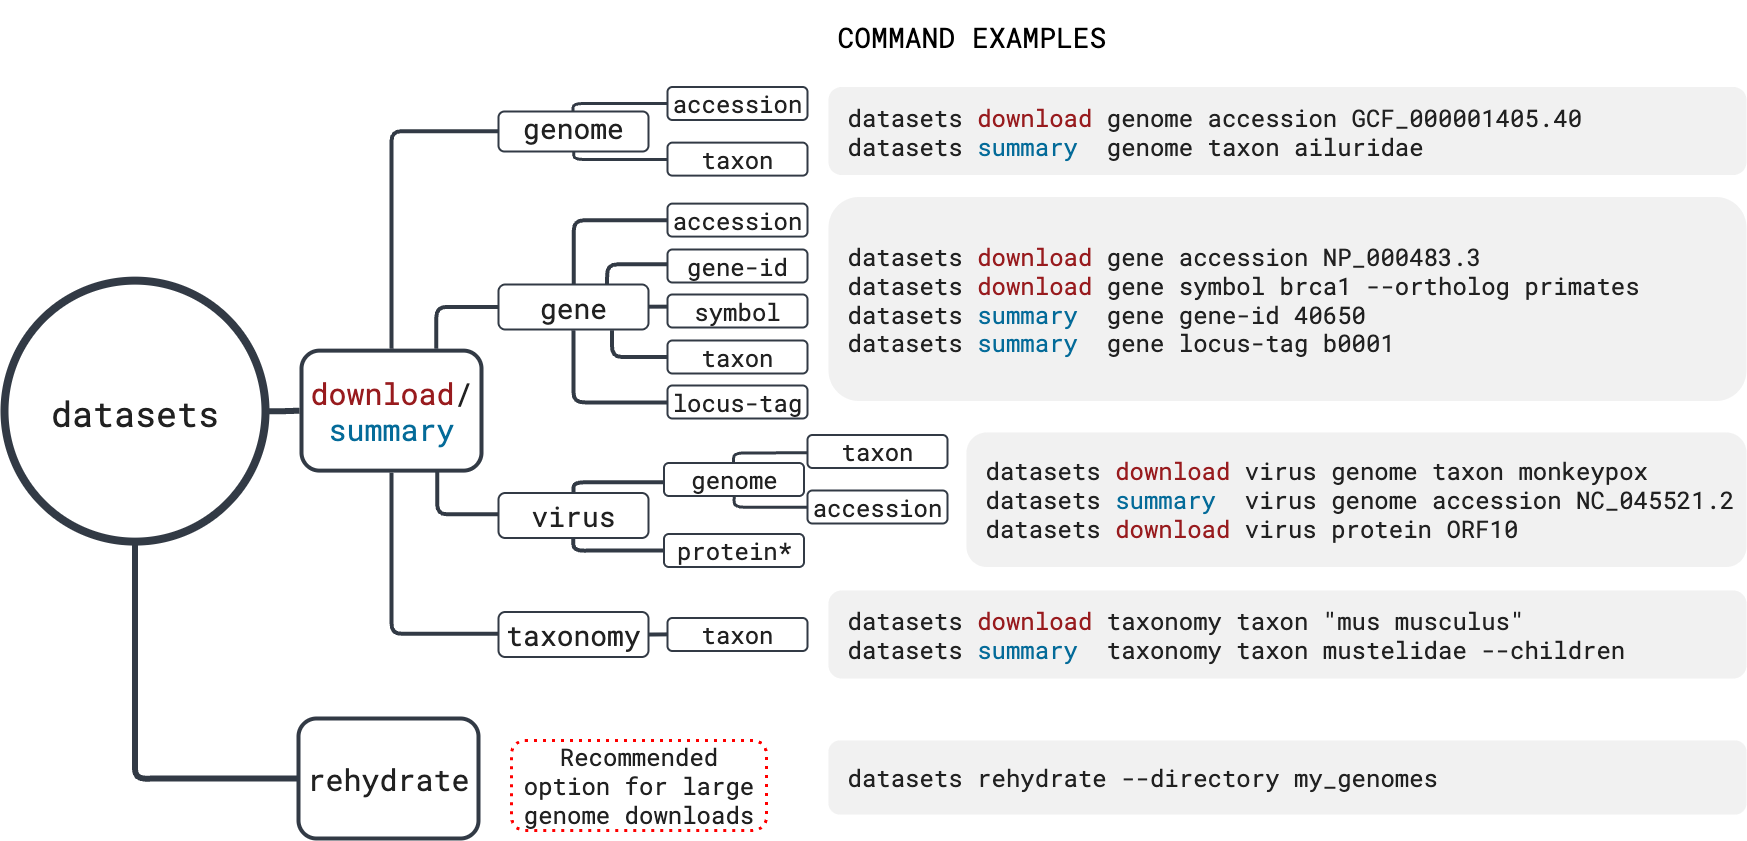 COMMAND EXAMPLES
datasets
download/
summary
rehydrate
genome
accession
taxon
datasets download genome accession GCF_000001405.40
datasets summary genome taxon ailuridae
gene
accession
gene-id
symbol
taxon
locus-tag
datasets download gene accession NP_000483.3
datasets download gene symbol brca1 --ortholog primates
datasets summary gene gene-id 40650
datasets summary gene locus-tag b0001
virus
genome
taxon
accession
protein*
datasets download virus genome taxon monkeypox
datasets summary virus genome accession NC_045521.2
datasets download virus protein ORF10
taxonomy
taxon
datasets download taxonomy taxon "mus musculus"
datasets summary taxonomy taxon mustelidae --children
Recommended
option for large
genome downloads
datasets rehydrate --directory my_genomes